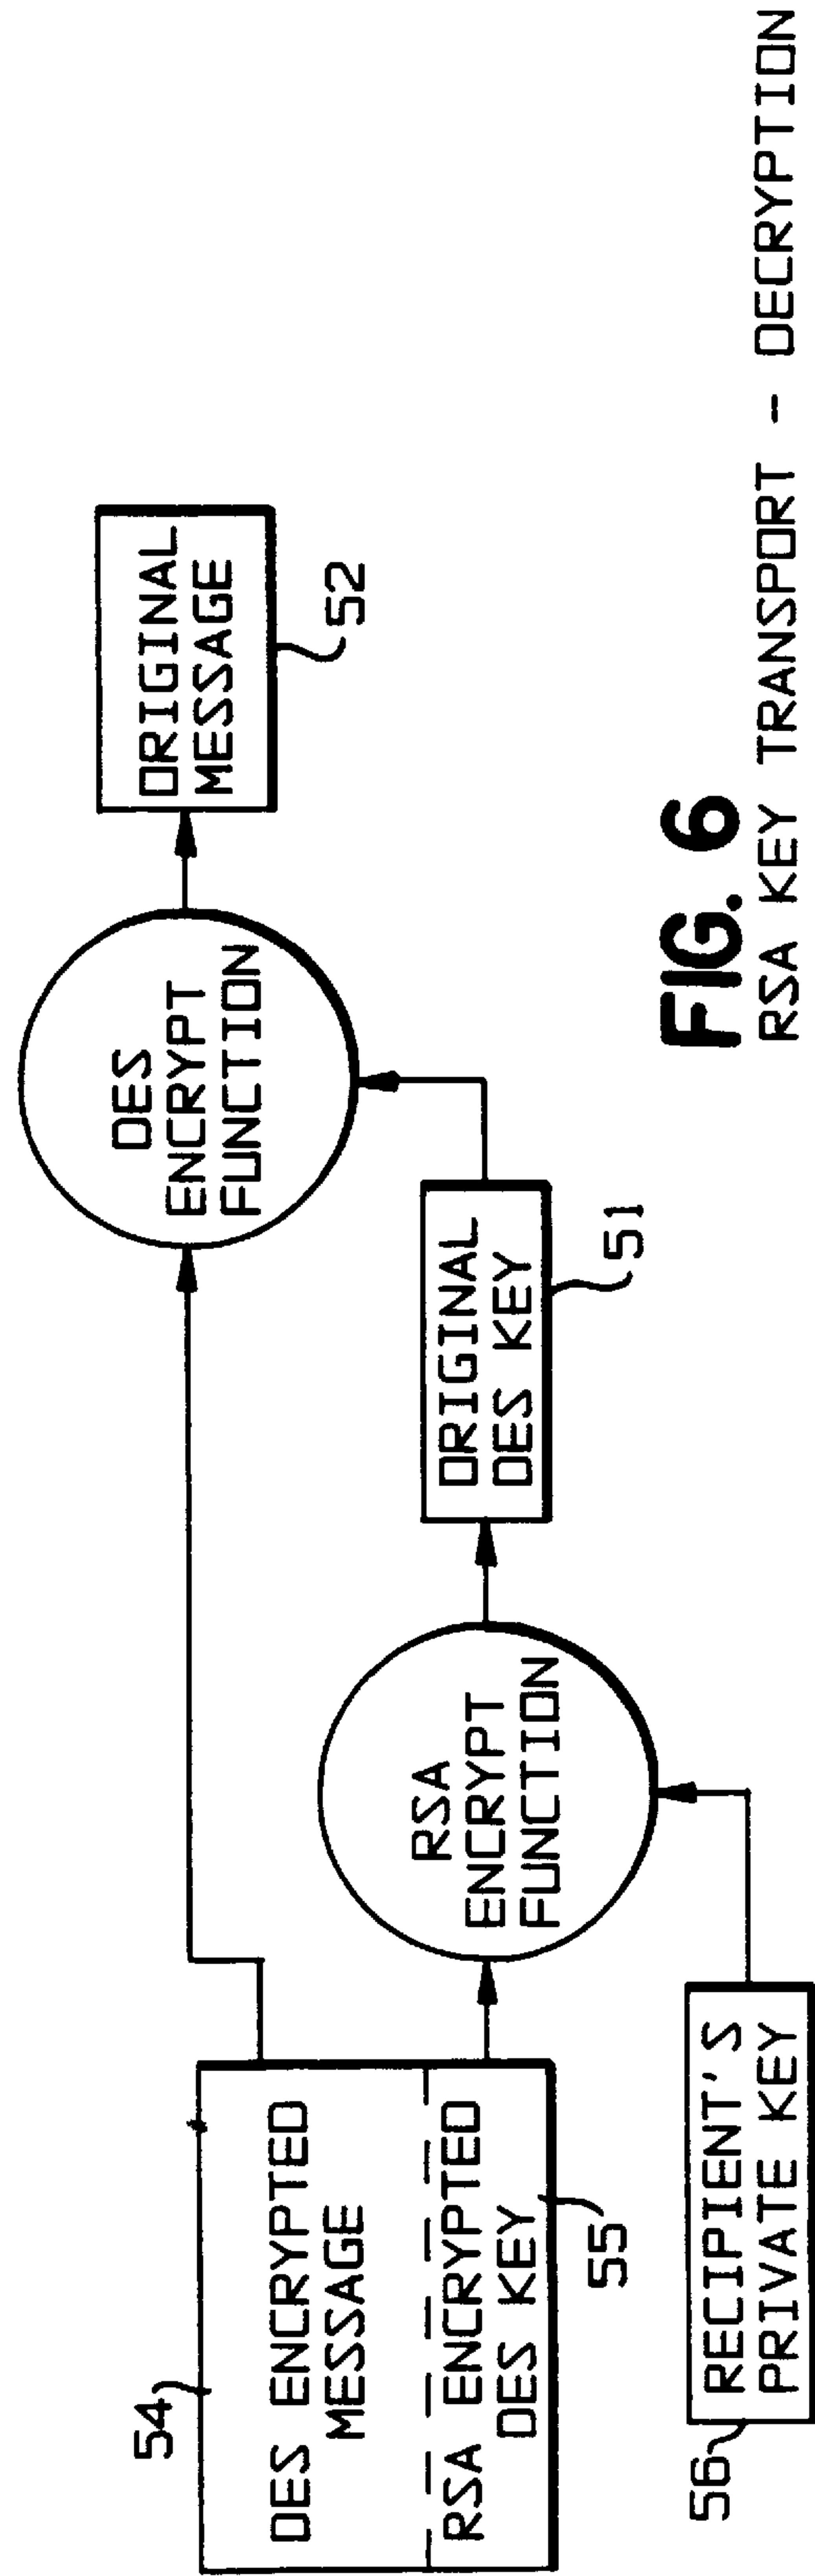 54
DES ENCRYPTED
MESSAGE
RSA ENCRYPTED
DES KEY
55
RECIPIENT'S
PRIVATE KEY
56
RSA
ENCRYPT
FUNCTION
ORIGINAL
DES KEY
51
DES
ENCRYPT
FUNCTION
ORIGINAL
MESSAGE
52
FIG. 6
RSA KEY TRANSPORT - DECRYPTION